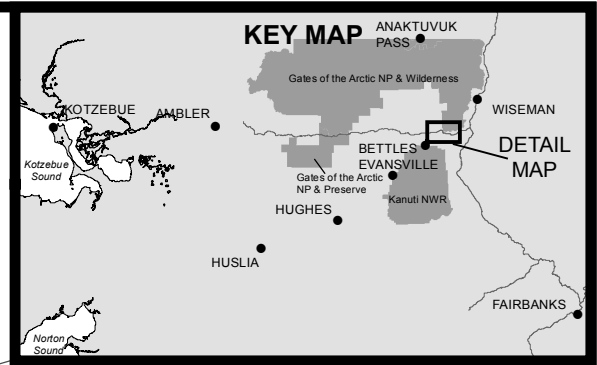 KEY MAP
ANAKTUVUK
PASS
Gates of the Arctic NP & Wilderness
KOTZEBUE
AMBLER
WISEMAN
Kotzebue
Sound
BETTLES
EVANSVILLE
DETAIL
MAP
Gates of the Arctic
NP & Preserve
Kanuti NWR
HUGHES
HUSLIA
FAIRBANKS
Norton
Sound